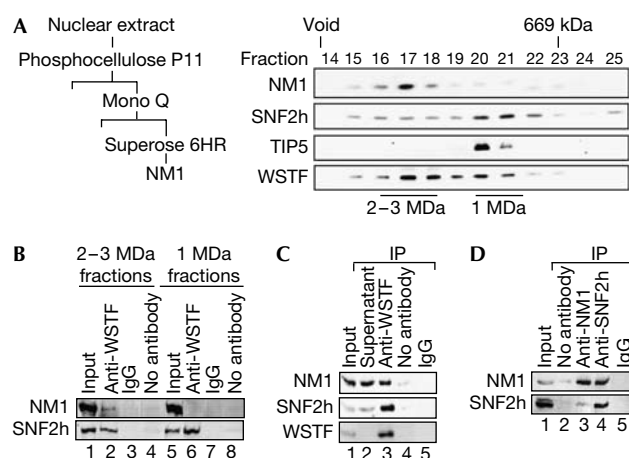 A
Nuclear extract
Phosphocellulose P11
Mono Q
Superose 6HR
NM1
Void
669 kDa
Fraction 14 15 16 17 18 19 20 21 22 23 24 25
NM1
SNF2h
TIP5
WSTF
2–3 MDa
1 MDa
B
2–3 MDa fractions
1 MDa fractions
Input
Anti-WSTF
IgG
No antibody
Input
Anti-WSTF
IgG
No antibody
NM1
SNF2h
1 2 3 4 5 6 7 8
C
IP
Input
Supernatant
Anti-WSTF
No antibody
IgG
NM1
SNF2h
WSTF
1 2 3 4 5
D
IP
Input
No antibody
Anti-NM1
Anti-SNF2h
IgG
NM1
SNF2h
1 2 3 4 5